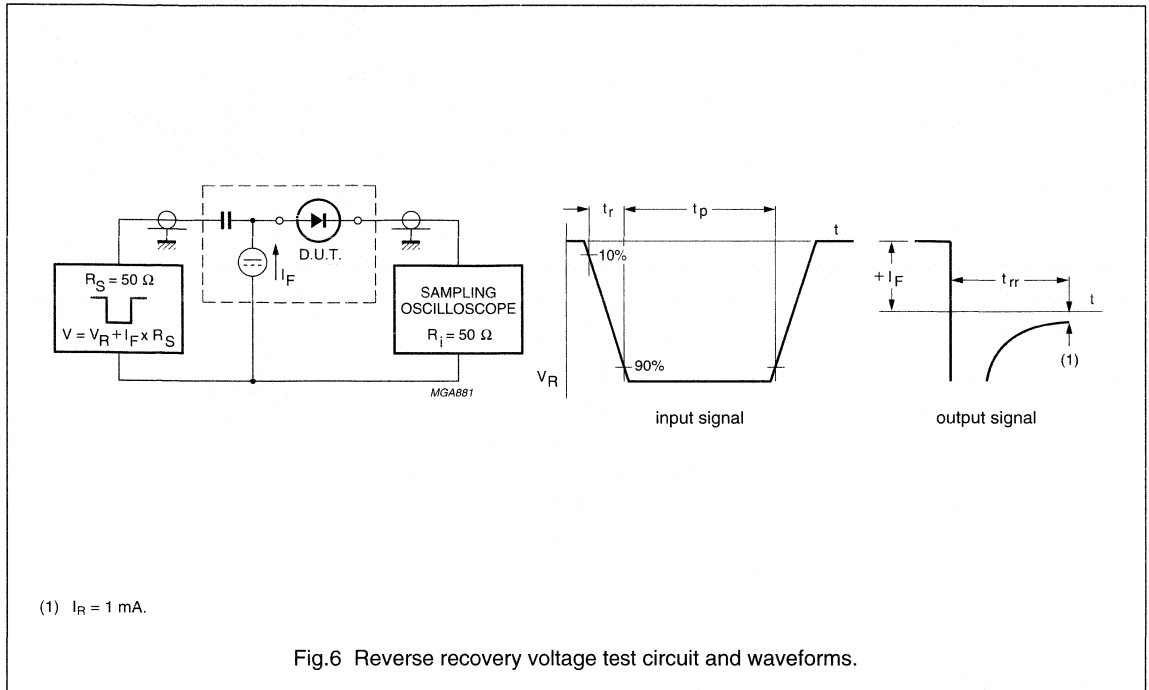 R_S = 50 Ω
V = V_R + I_F x R_S
I_F
D.U.T.
SAMPLING
OSCILLOSCOPE
R_i = 50 Ω
MGA881
t_r
t_p
t
10%
90%
V_R
input signal
+ I_F
t_rr
t
(1)
output signal
(1) I_R = 1 mA.
Fig.6 Reverse recovery voltage test circuit and waveforms.